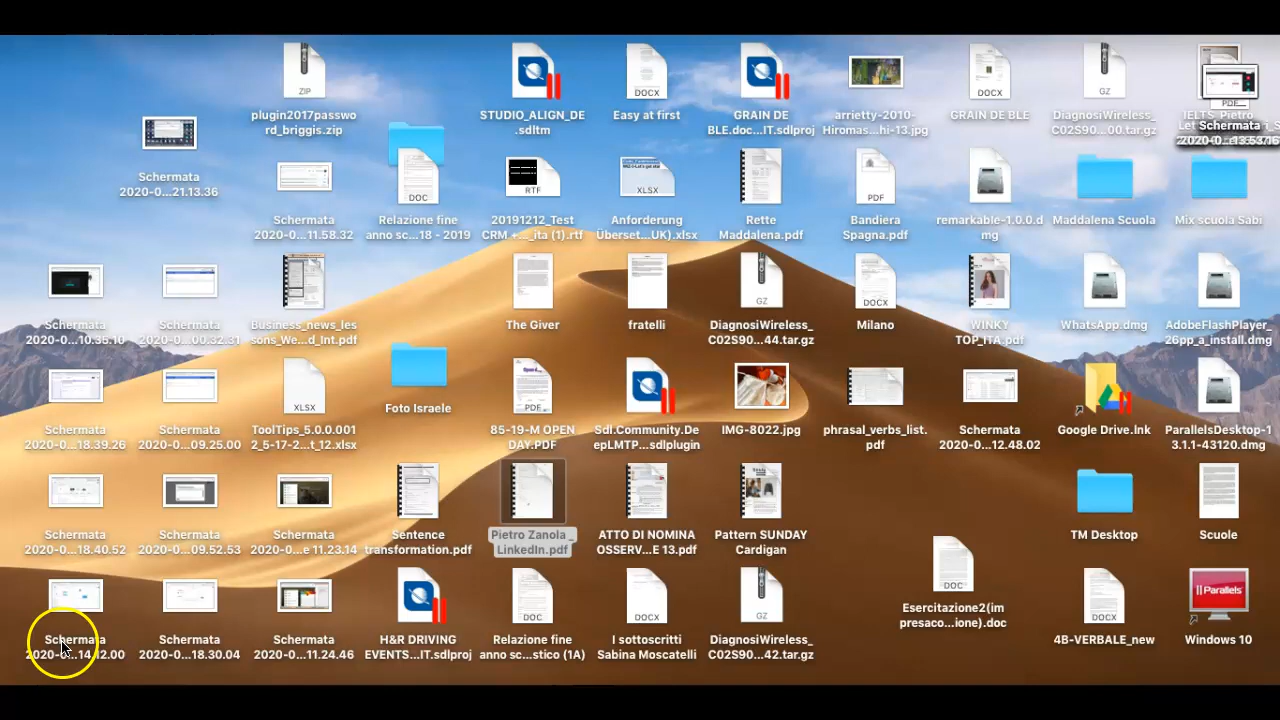 ZIP
plugin2017passwo
rd_briggis.zip
STUDIO_ALIGN_DE
.sdltm
DOCX
Easy at first
GRAIN DE
BLE.doc...IT.sdlproj
arrietty-2010-
Hiromas...hi-13.jpg
DOCX
GRAIN DE BLE
GZ
DiagnosiWireless_
C02S90...00.tar.gz
PDF
IELTS_Pietro
Schermata
Schermata
2020-0...21.13.36
Schermata
2020-0...11.58.32
DOC
Relazione fine
anno sc...18 - 2019
RTF
20191212_Test
CRM +..._ita (1).rtf
XLSX
Anforderung
Überset...UK).xlsx
Rette
Maddalena.pdf
PDF
Bandiera
Spagna.pdf
remarkable-1.0.0.d
mg
Maddalena Scuola
Mix scuola Sabi
Schermata
2020-0...10.35.10
Schermata
2020-0...00.32.31
Business_news_les
sons_We...d_Int.pdf
The Giver
fratelli
GZ
DiagnosiWireless_
C02S90...44.tar.gz
DOCX
Milano
WINKY
TOP_ITA.pdf
WhatsApp.dmg
AdobeFlashPlayer_
26pp_a_install.dmg
Schermata
2020-0...18.39.26
Schermata
2020-0...09.25.00
XLSX
ToolTips_5.0.0.001
2_5-17-2...t_12.xlsx
Foto Israele
PDF
85-19-M OPEN
DAY.PDF
Sdl.Community.De
epLMTP...sdlplugin
IMG-8022.jpg
phrasal_verbs_list.
pdf
Schermata
2020-0...12.48.02
Google Drive.lnk
ParallelsDesktop-1
3.1.1-43120.dmg
Schermata
2020-0...18.40.52
Schermata
2020-0...09.52.53
Schermata
2020-0...e 11.23.14
Sentence
transformation.pdf
Pietro Zanola _
LinkedIn.pdf
ATTO DI NOMINA
OSSERV...E 13.pdf
Pattern SUNDAY
Cardigan
TM Desktop
Scuole
Schermata
2020-0...14.12.00
Schermata
2020-0...18.30.04
Schermata
2020-0...11.24.46
H&R DRIVING
EVENTS...IT.sdlproj
DOC
Relazione fine
anno sc...stico (1A)
DOCX
I sottoscritti
Sabina Moscatelli
GZ
DiagnosiWireless_
C02S90...42.tar.gz
DOC
Esercitazione2(im
presaco...ione).doc
DOCX
4B-VERBALE_new
Parallels
Windows 10